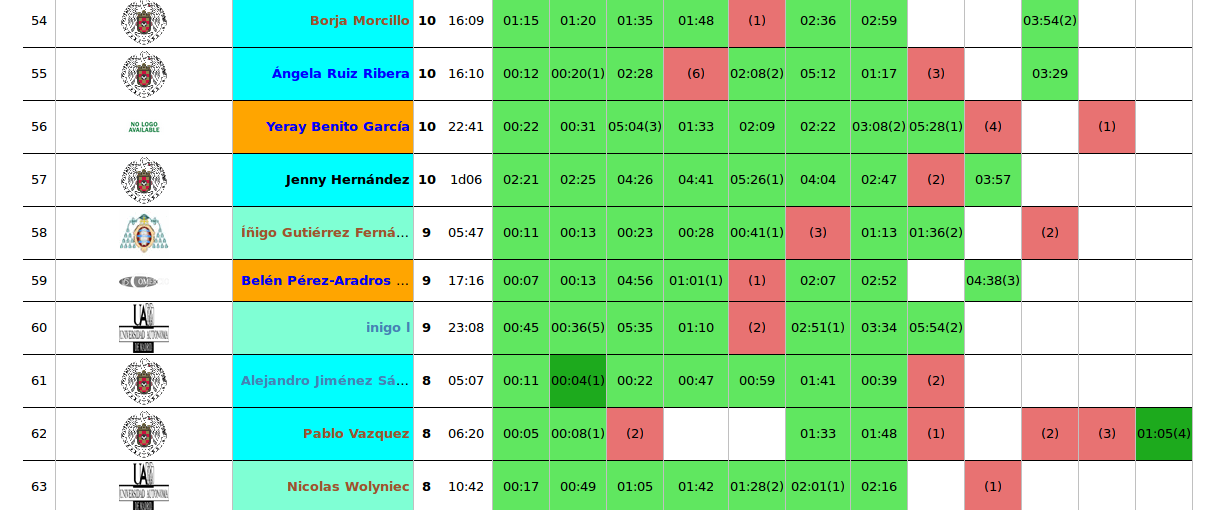 54 Borja Morcillo 10 16:09 01:15 01:20 01:35 01:48 (1) 02:36 02:59 03:54(2)
55 Ángela Ruiz Ribera 10 16:10 00:12 00:20(1) 02:28 (6) 02:08(2) 05:12 01:17 (3) 03:29
56 NO LOGO AVAILABLE Yeray Benito García 10 22:41 00:22 00:31 05:04(3) 01:33 02:09 02:22 03:08(2) 05:28(1) (4) (1)
57 Jenny Hernández 10 1d06 02:21 02:25 04:26 04:41 05:26(1) 04:04 02:47 (2) 03:57
58 Íñigo Gutiérrez Ferná... 9 05:47 00:11 00:13 00:23 00:28 00:41(1) (3) 01:13 01:36(2) (2)
59 Belén Pérez-Aradros ... 9 17:16 00:07 00:13 04:56 01:01(1) (1) 02:07 02:52 04:38(3)
60 UAM UNIVERSIDAD AUTONOMA DE MADRID inigo l 9 23:08 00:45 00:36(5) 05:35 01:10 (2) 02:51(1) 03:34 05:54(2)
61 Alejandro Jiménez Sá... 8 05:07 00:11 00:04(1) 00:22 00:47 00:59 01:41 00:39 (2)
62 Pablo Vazquez 8 06:20 00:05 00:08(1) (2) 01:33 01:48 (1) (2) (3) 01:05(4)
63 UAM UNIVERSIDAD AUTONOMA DE MADRID Nicolas Wolyniec 8 10:42 00:17 00:49 01:05 01:42 01:28(2) 02:01(1) 02:16 (1)